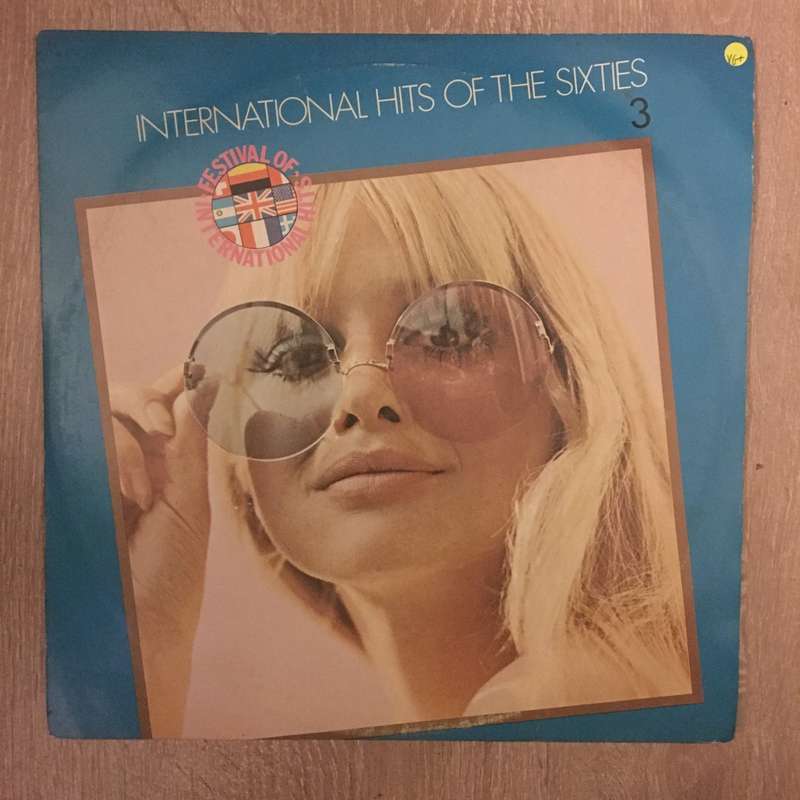 VG+
INTERNATIONAL HITS OF THE SIXTIES
3
FESTIVAL OF
INTERNATIONAL HITS